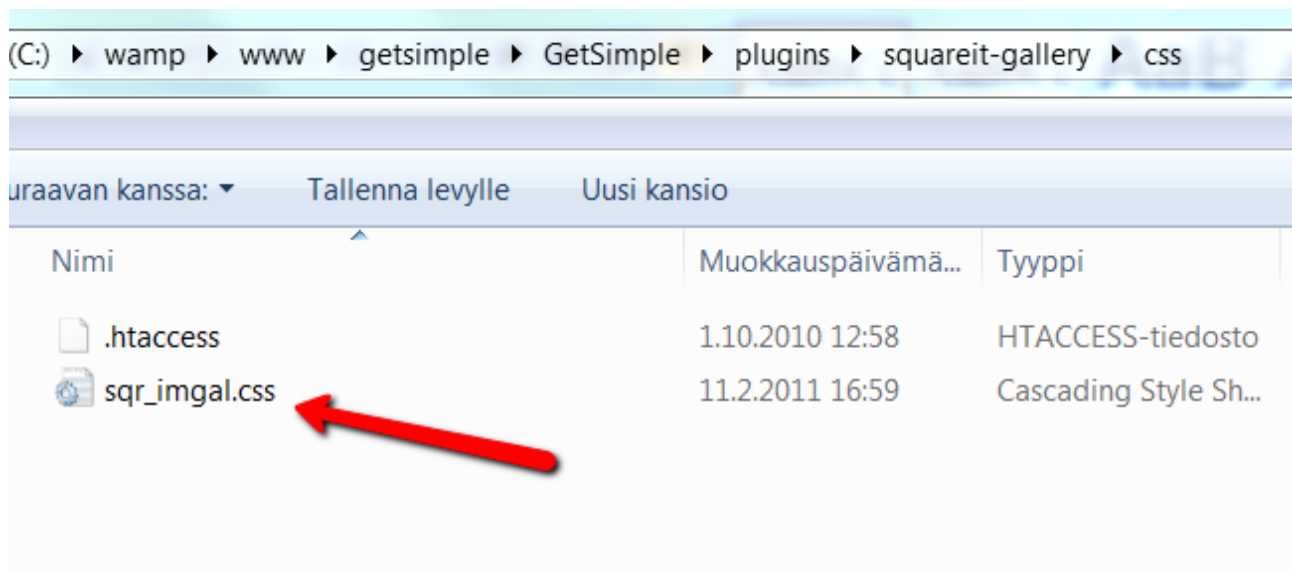 (C:) wamp www getsimple GetSimple plugins squareit-gallery css
uraavan kanssa: Tallenna levylle Uusi kansio
Nimi Muokkauspäivämä... Tyyppi
.htaccess 1.10.2010 12:58 HTACCESS-tiedosto
sqr_imgal.css 11.2.2011 16:59 Cascading Style Sh...